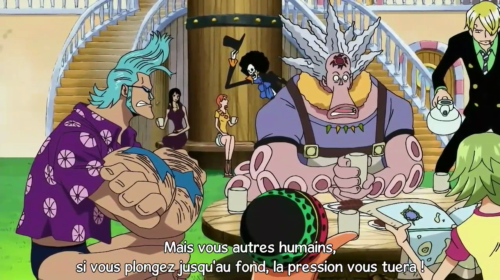 Mais vous autres humains,
si vous plongez jusqu'au fond, la pression vous tuera !